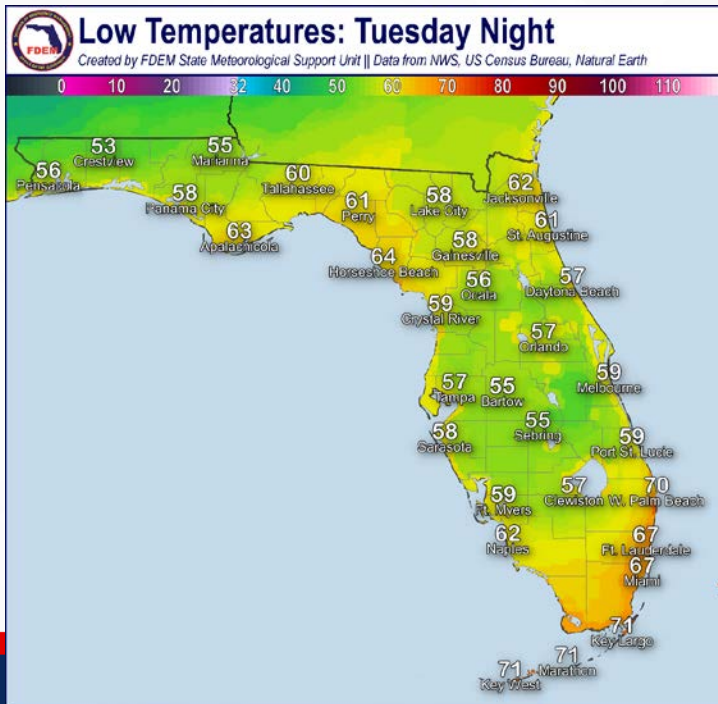 FDEM
Low Temperatures: Tuesday Night
Created by FDEM State Meteorological Support Unit || Data from NWS, US Census Bureau, Natural Earth
0 10 20 32 40 50 60 70 80 90 100 110
53
Crestview
55
Marianna
56
Pensacola
58
Panama City
60
Tallahassee
63
Apalachicola
61
Perry
58
Lake City
62
Jacksonville
61
St. Augustine
64
Horseshoe Beach
58
Gainesville
56
Ocala
57
Daytona Beach
59
Crystal River
57
Orlando
57
Tampa
55
Bartow
59
Melbourne
58
Sarasota
55
Sebring
59
Port St. Lucie
59
Ft. Myers
57
Clewiston
70
W. Palm Beach
62
Naples
67
Ft. Lauderdale
67
Miami
71
Key Largo
71
Marathon
71
Key West